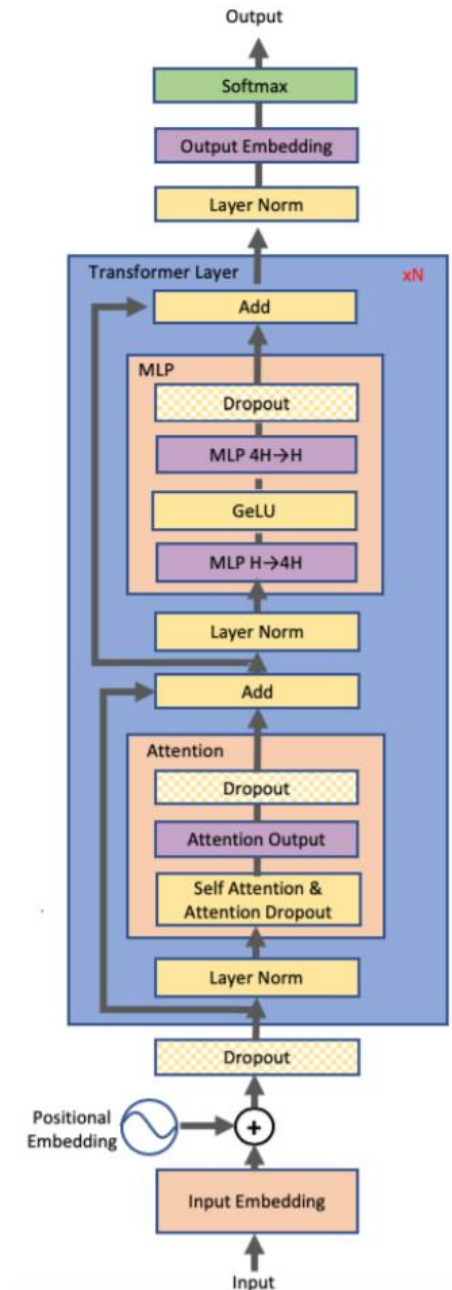 Output
Softmax
Output Embedding
Layer Norm
Transformer Layer
xN
Add
MLP
Dropout
MLP 4H→H
GeLU
MLP H→4H
Layer Norm
Add
Attention
Dropout
Attention Output
Self Attention &
Attention Dropout
Layer Norm
Dropout
Positional
Embedding
+
Input Embedding
Input